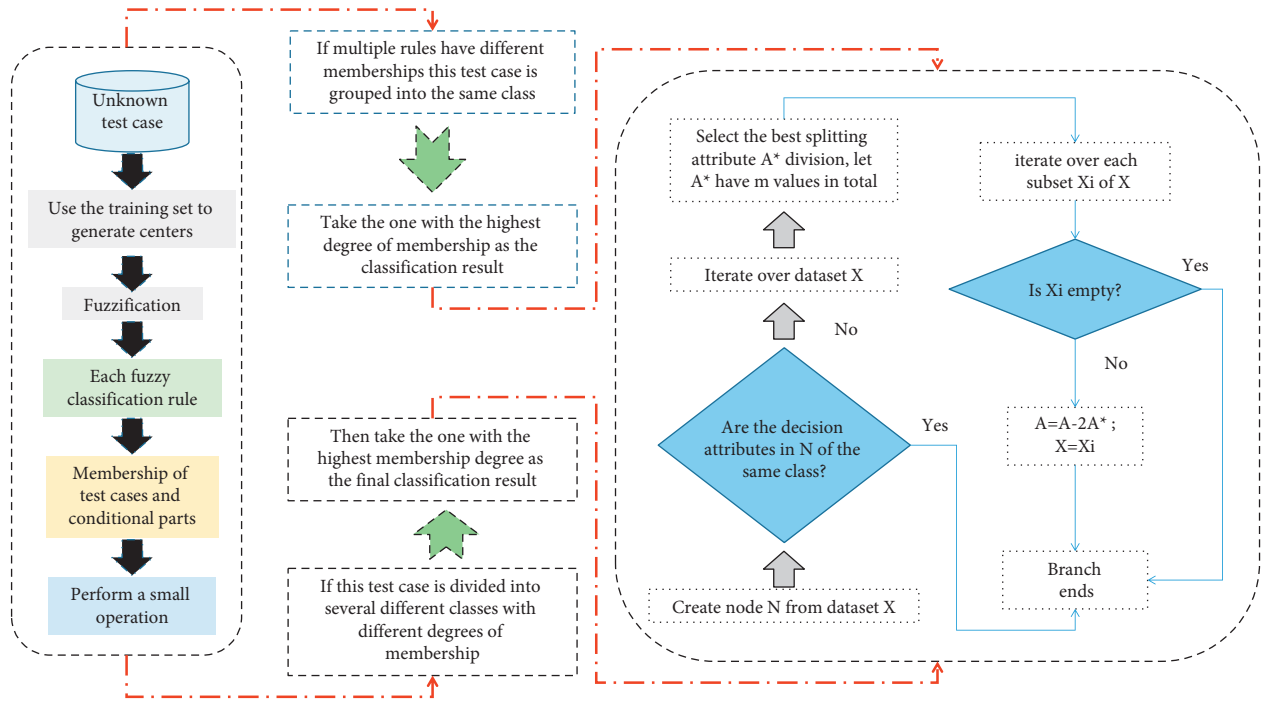 Unknown
test case
Use the training set to
generate centers
Fuzzification
Each fuzzy
classification rule
Membership of
test cases and
conditional parts
Perform a small
operation
If multiple rules have different
memberships this test case is
grouped into the same class
Take the one with the highest
degree of membership as the
classification result
Then take the one with the
highest membership degree as
the final classification result
If this test case is divided into
several different classes with
different degrees of
membership
Select the best splitting
attribute A* division, let
A* have m values in total
Iterate over dataset X
No
Are the decision
attributes in N of the
same class?
Yes
Create node N from dataset X
iterate over each
subset Xi of X
Is Xi empty?
Yes
No
A=A-2A* ;
X=Xi
Branch
ends